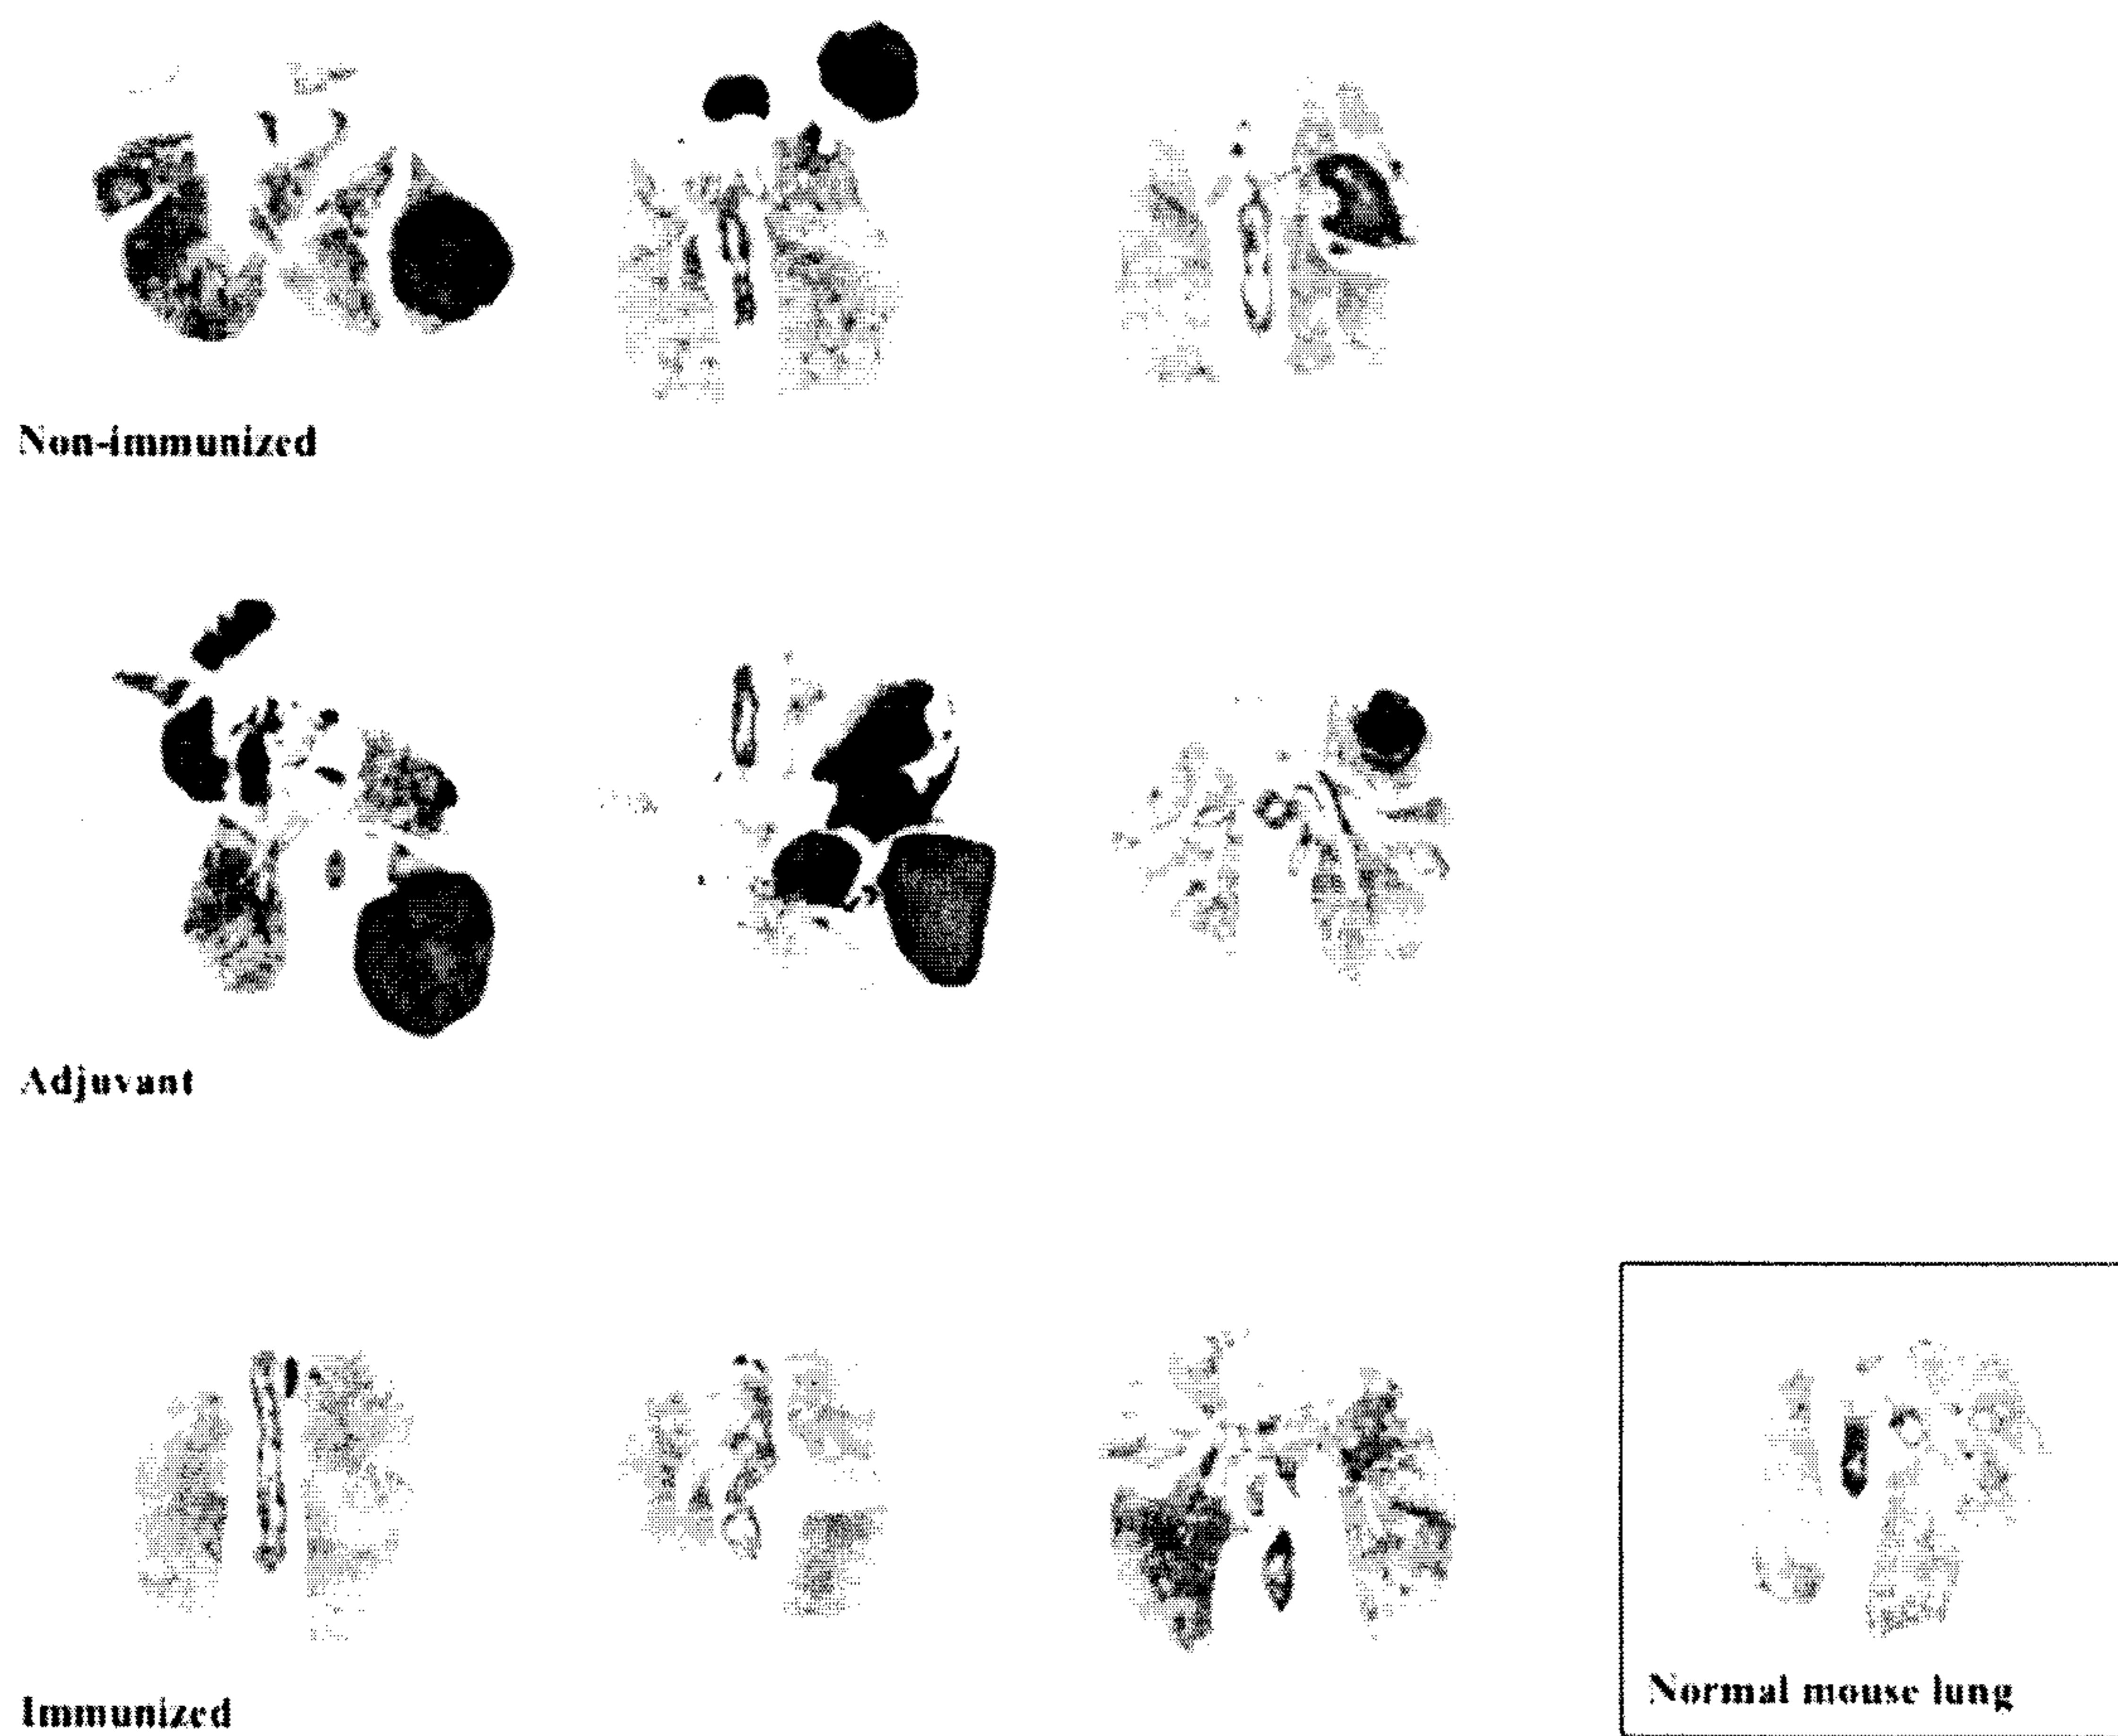 Non-immunized
Adjuvant
Immunized
Normal mouse lung